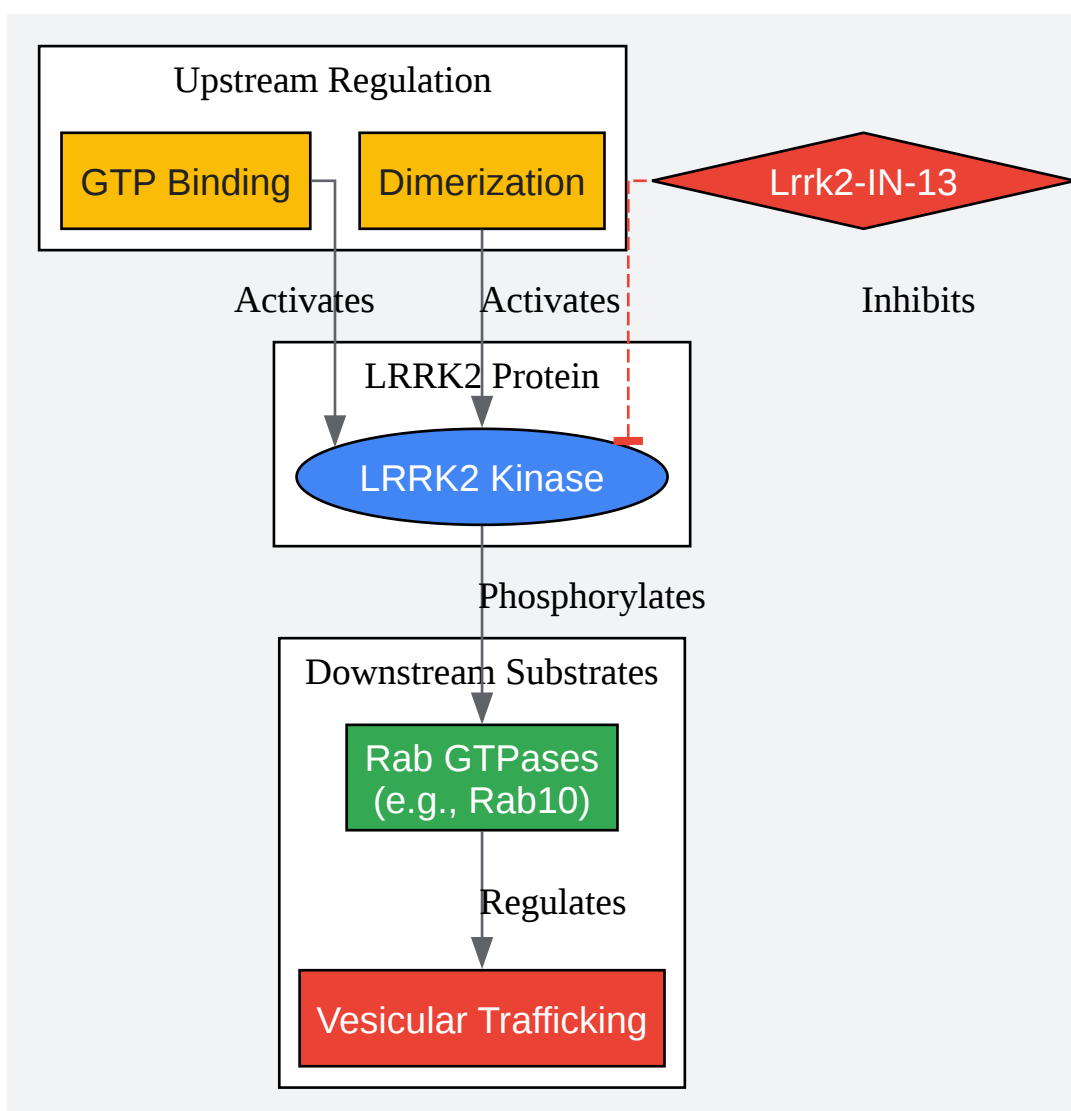 Upstream Regulation
GTP Binding
Dimerization
Lrrk2-IN-13
Activates
Activates
Inhibits
LRRK2 Protein
LRRK2 Kinase
Phosphorylates
Downstream Substrates
Rab GTPases
(e.g., Rab10)
Regulates
Vesicular Trafficking